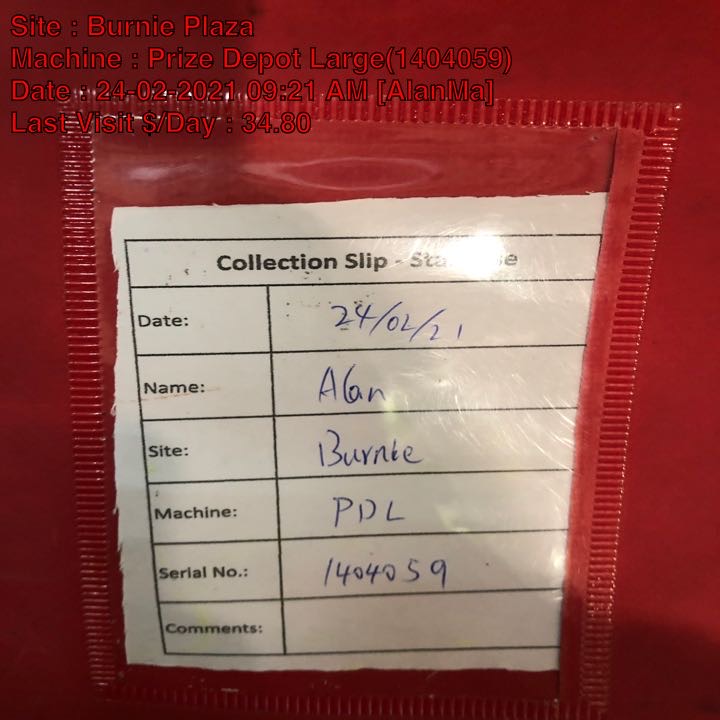 Site : Burnie Plaza
Machine : Prize Depot Large(1404059)
Date : 24-02-2021 09:21 AM [AlanMa]
Last Visit $/Day : 34.80
Collection Slip -
Date: 24/02/21
Name: Alan
Site: Burnie
Machine: PDL
Serial No.: 1404059
Comments: